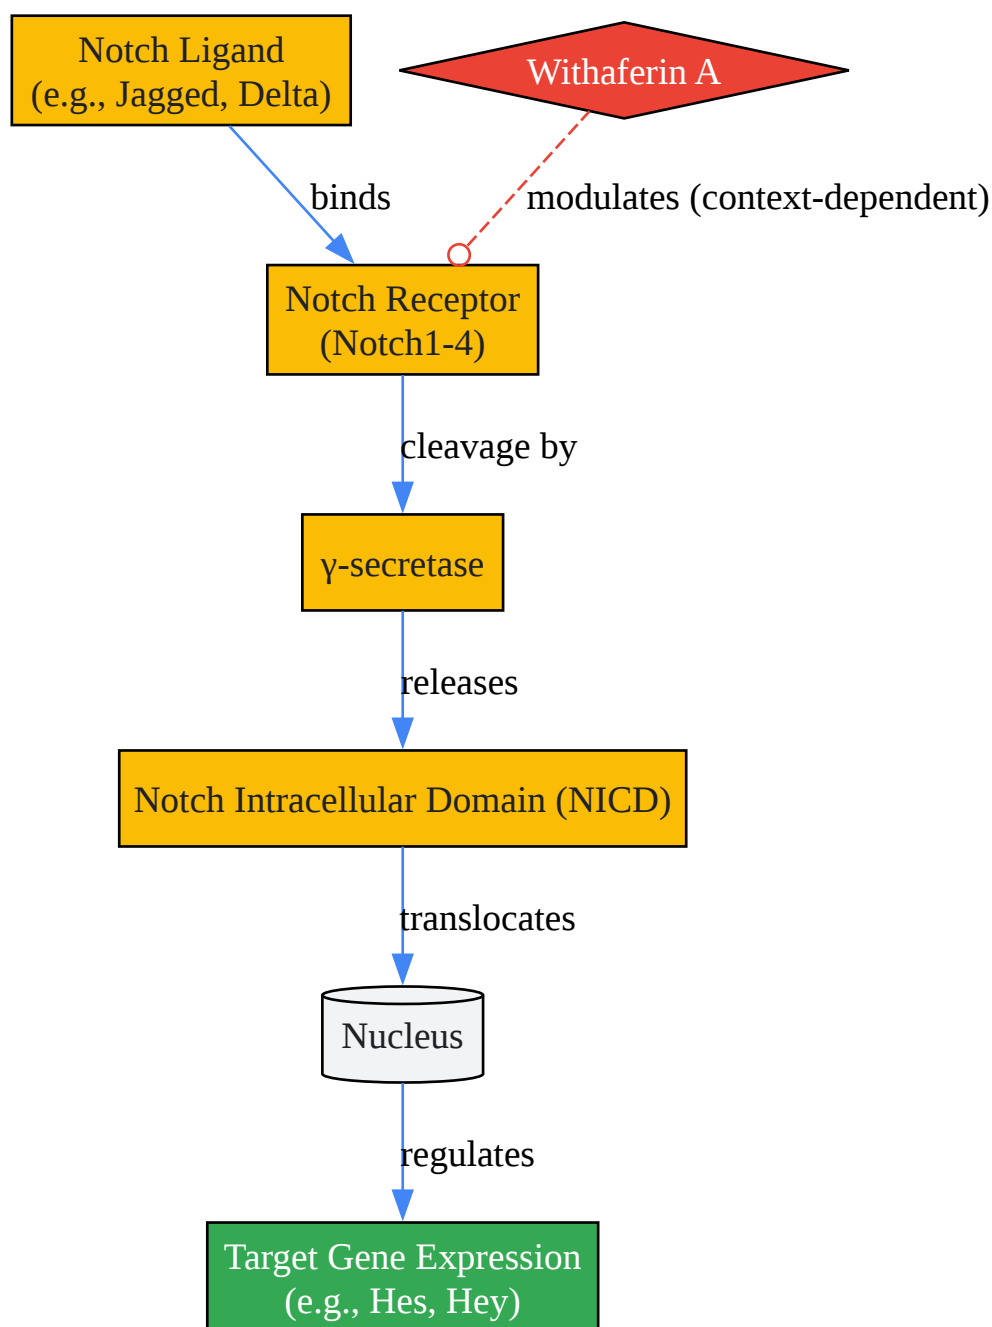 Notch Ligand
(e.g., Jagged, Delta)
Withaferin A
binds
modulates (context-dependent)
Notch Receptor
(Notch1-4)
cleavage by
γ-secretase
releases
Notch Intracellular Domain (NICD)
translocates
Nucleus
regulates
Target Gene Expression
(e.g., Hes, Hey)